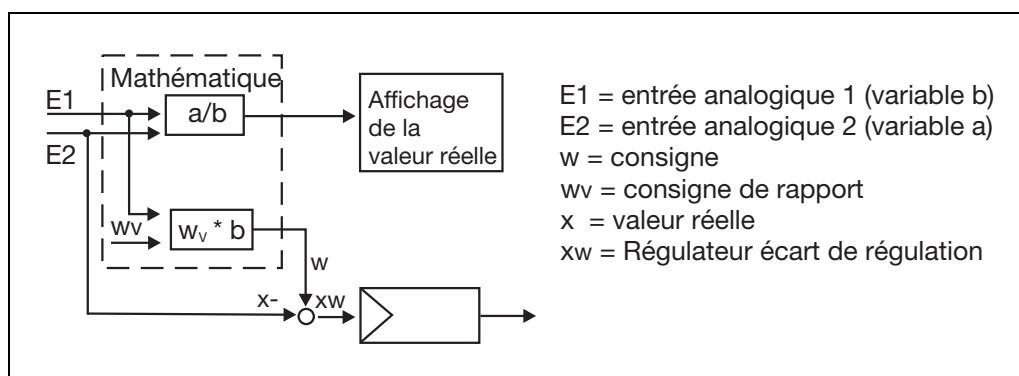 Mathématique
E1
E2
a/b
Affichage
de la
valeur réelle
wv
wv * b
w
x-
xw
E1 = entrée analogique 1 (variable b)
E2 = entrée analogique 2 (variable a)
w = consigne
wv = consigne de rapport
x = valeur réelle
xw = Régulateur écart de régulation